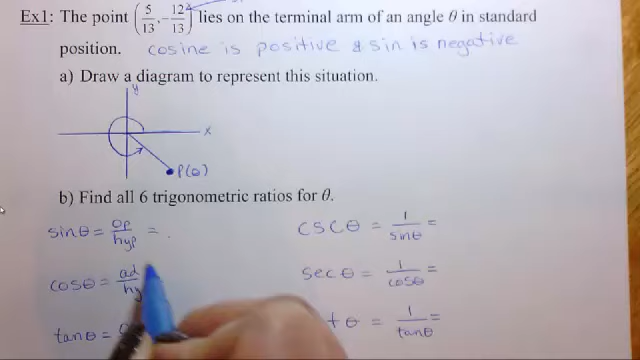 Ex1: The point (5/13, -12/13) lies on the terminal arm of an angle θ in standard
position. cosine is positive & sin is negative
a) Draw a diagram to represent this situation.
y
x
P(θ)
b) Find all 6 trigonometric ratios for θ.
sinθ = op/hyp = 
cscθ = 1/sinθ =
cosθ = ad/hy
secθ = 1/cosθ =
tanθ =
tθ = 1/tanθ =